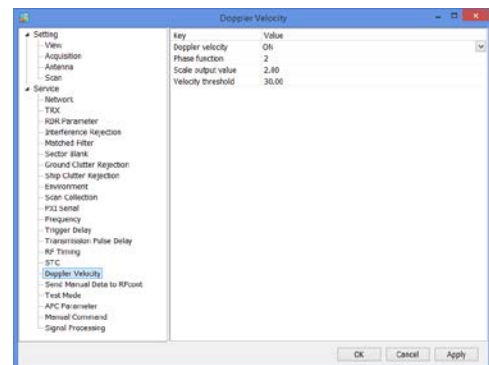 Doppler Velocity
Setting
View
Acquisition
Antenna
Scan
Service
Network
TRX
RDR Parameter
Interference Rejection
Matched Filter
Sector Blank
Ground Clutter Rejection
Ship Clutter Rejection
Environment
Scan Collection
PXI Serial
Frequency
Trigger Delay
Transmission Pulse Delay
RF Timing
STC
Doppler Velocity
Send Manual Data to RFcont
Test Mode
APC Parameter
Manual Command
Signal Processing
Key Value
Doppler velocity ON
Phase function 2
Scale output value 2.00
Velocity threshold 30.00
OK Cancel Apply